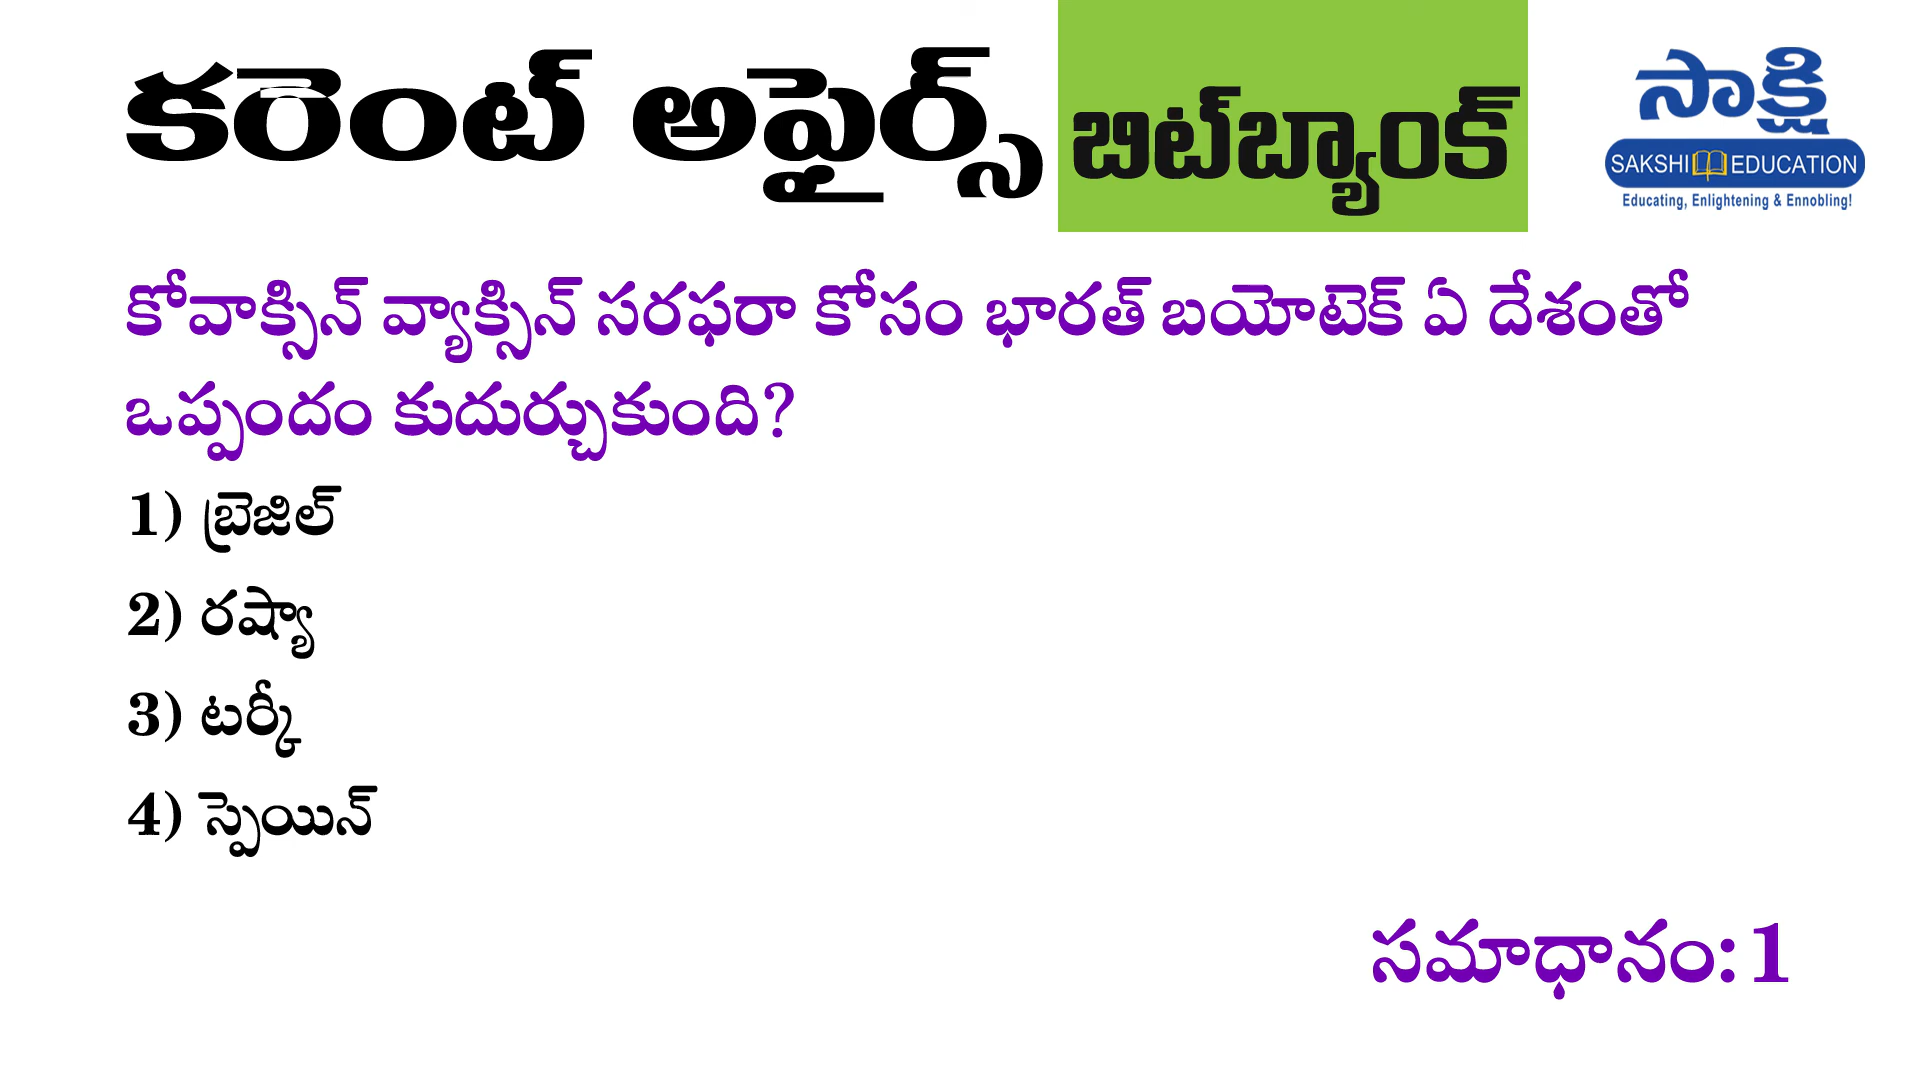 కరెంట్ అఫైర్స్ బిట్‌బ్యాంక్
సాక్షి
SAKSHI EDUCATION
Educating, Enlightening & Ennobling!
కోవాక్సిన్ వ్యాక్సిన్ సరఫరా కోసం భారత్ బయోటెక్ ఏ దేశంతో
ఒప్పందం కుదుర్చుకుంది?
1) బ్రెజిల్
2) రష్యా
3) టర్కీ
4) స్పెయిన్
సమాధానం: 1